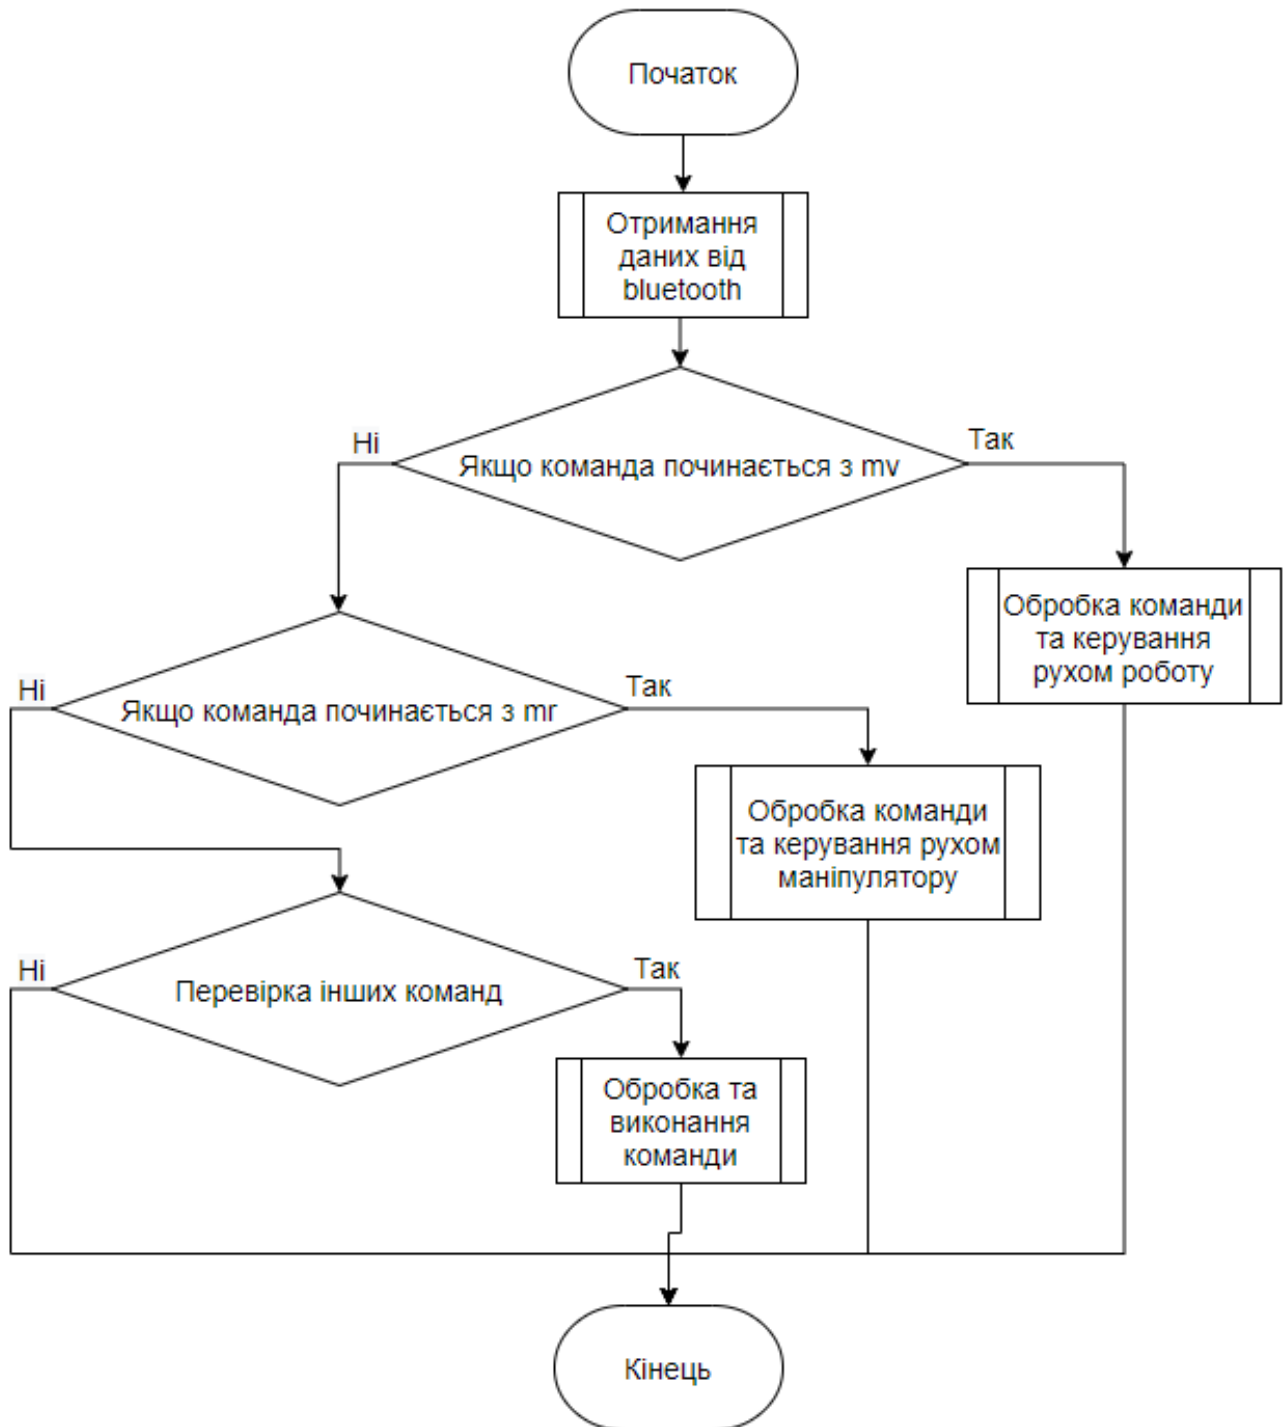 Початок
Отримання
даних від
bluetooth
Ні
Так
Якщо команда починається з mv
Обробка команди
та керування
рухом роботу
Ні
Так
Якщо команда починається з mr
Обробка команди
та керування рухом
маніпулятору
Ні
Так
Перевірка інших команд
Обробка та
виконання
команди
Кінець